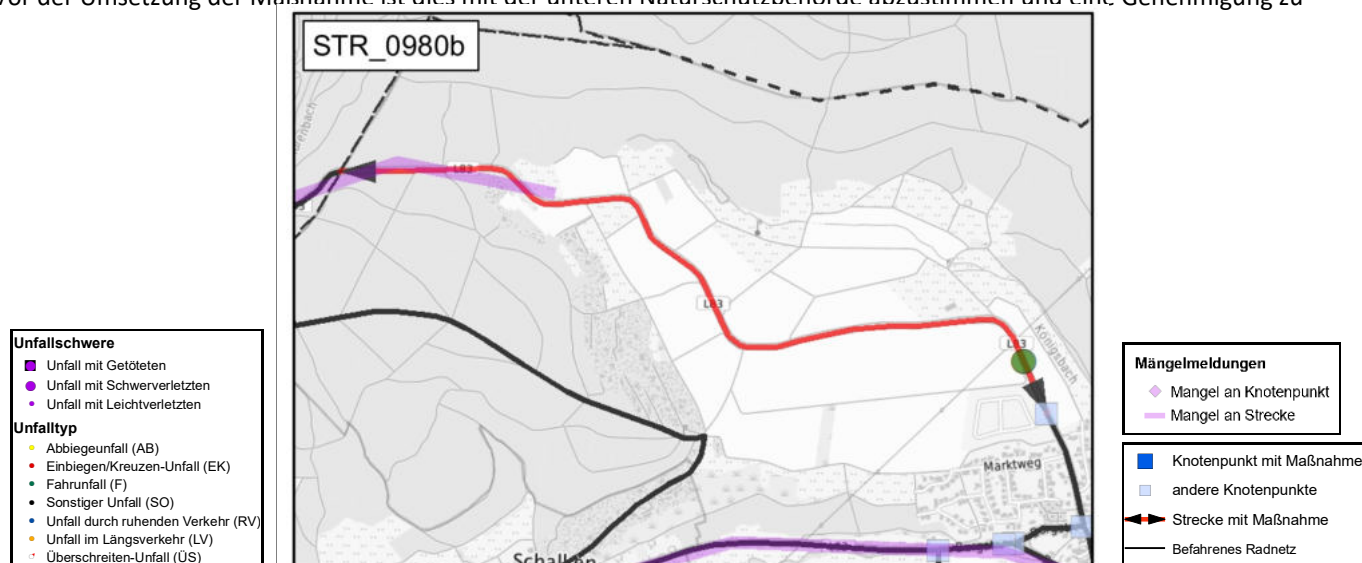 vor der Umsetzung der Maßnahme ist dies mit der unteren Naturschutzbehörde abzustimmen und eine Genehmigung zu
STR_0980b
L83
L83
L83
Königsbach
Marktweg
Schalken
Unfallschwere
Unfall mit Getöteten
Unfall mit Schwerverletzten
Unfall mit Leichtverletzten
Unfalltyp
Abbiegeunfall (AB)
Einbiegen/Kreuzen-Unfall (EK)
Fahrunfall (F)
Sonstiger Unfall (SO)
Unfall durch ruhenden Verkehr (RV)
Unfall im Längsverkehr (LV)
Überschreiten-Unfall (ÜS)
Mängelmeldungen
Mangel an Knotenpunkt
Mangel an Strecke
Knotenpunkt mit Maßnahme
andere Knotenpunkte
Strecke mit Maßnahme
Befahrenes Radnetz